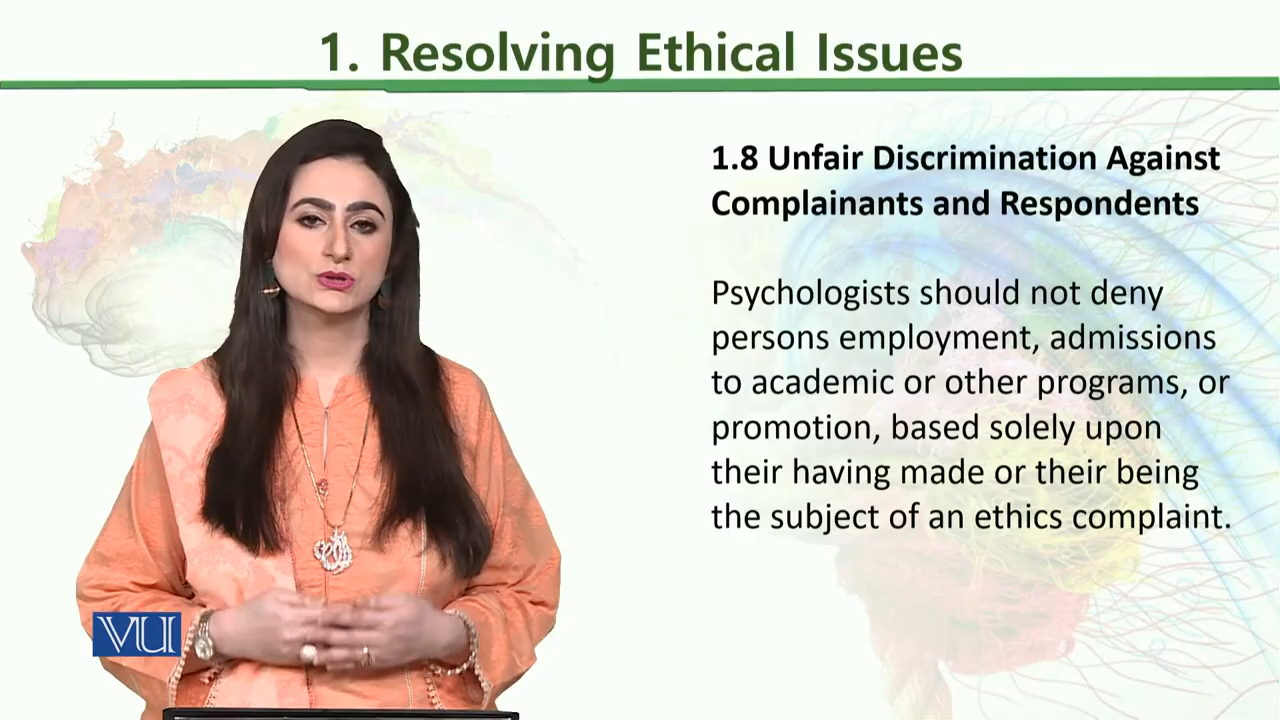 1. Resolving Ethical Issues
1.8 Unfair Discrimination Against
Complainants and Respondents
Psychologists should not deny
persons employment, admissions
to academic or other programs, or
promotion, based solely upon
their having made or their being
the subject of an ethics complaint.
VU